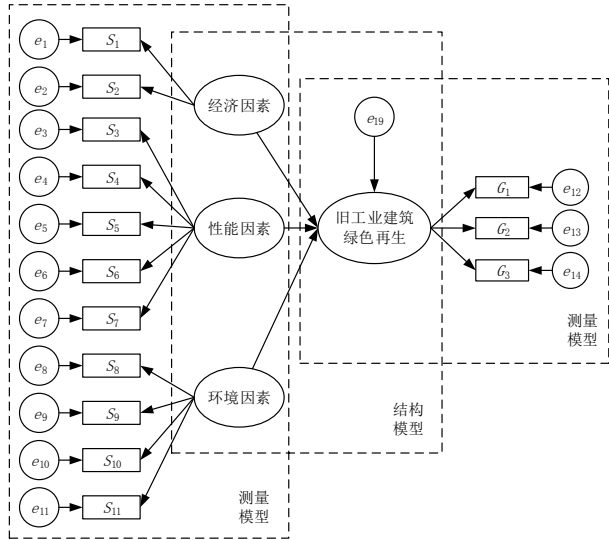 e1
S1
e2
S2
e3
S3
e4
S4
e5
S5
e6
S6
e7
S7
e8
S8
e9
S9
e10
S10
e11
S11
测量
模型
经济因素
性能因素
环境因素
结构
模型
e19
旧工业建筑
绿色再生
G1
e12
G2
e13
G3
e14
测量
模型